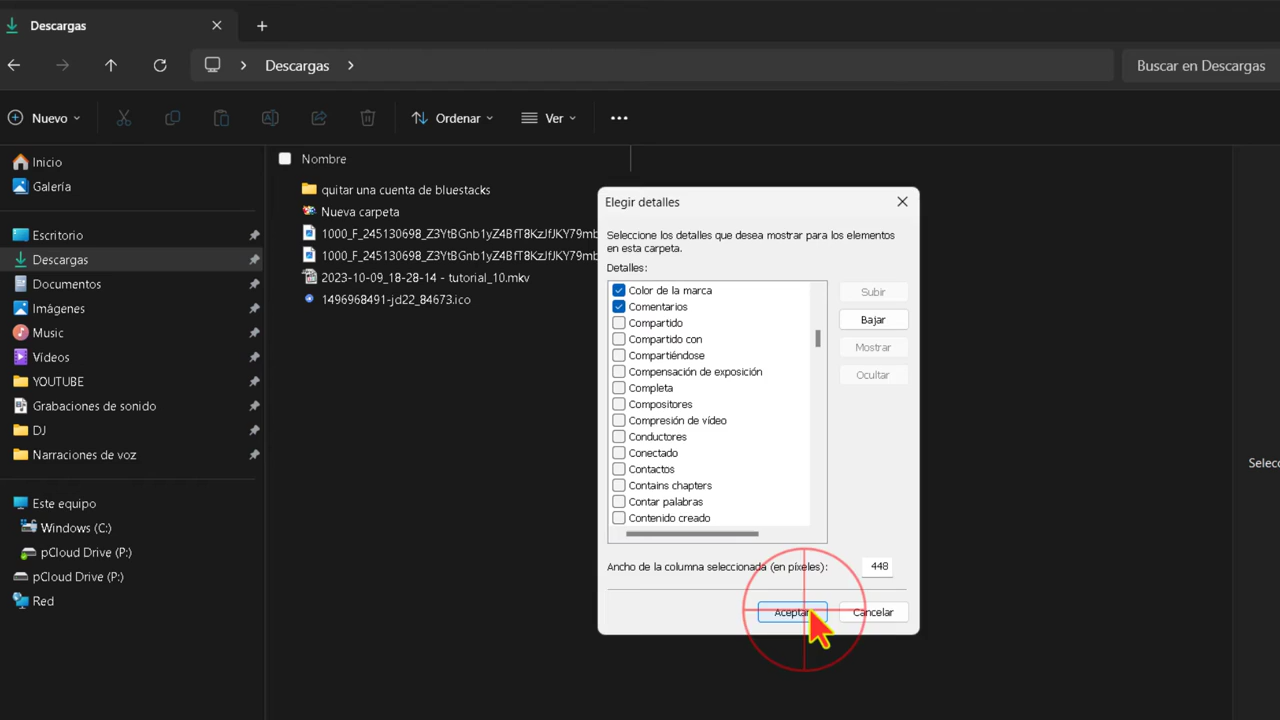 Descargas
Descargas
Buscar en Descargas
Nuevo
Ordenar
Ver
Inicio
Galería
Escritorio
Descargas
Documentos
Imágenes
Music
Vídeos
YOUTUBE
Grabaciones de sonido
DJ
Narraciones de voz
Este equipo
Windows (C:)
pCloud Drive (P:)
pCloud Drive (P:)
Red
Nombre
quitar una cuenta de bluestacks
Nueva carpeta
2023-10-09_18-28-14 - tutorial_10.mkv
1496968491-jd22_84673.ico
Elegir detalles
Seleccione los detalles que desea mostrar para los elementos
en esta carpeta.
Detalles:
Color de la marca
Comentarios
Compartido
Compartido con
Compartiéndose
Compensación de exposición
Completa
Compositores
Compresión de vídeo
Conductores
Conectado
Contactos
Contains chapters
Contar palabras
Contenido creado
Subir
Bajar
Mostrar
Ocultar
Ancho de la columna seleccionada (en píxeles):
448
Aceptar
Cancelar